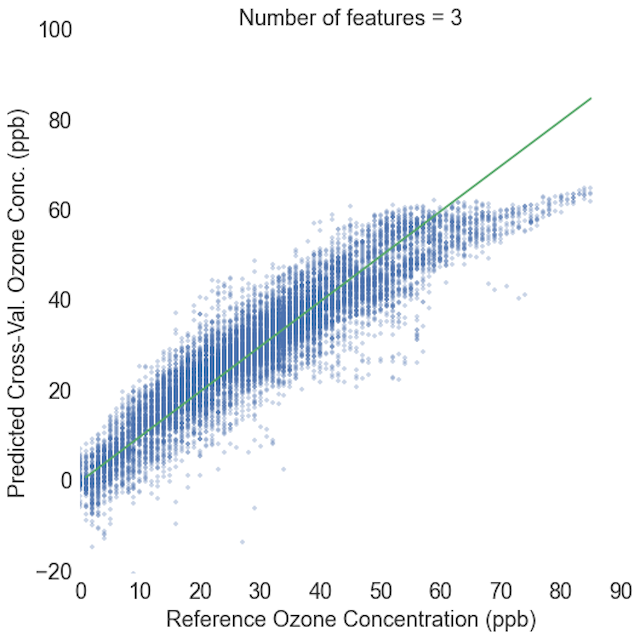 Number of features = 3
100
80
60
40
20
0
−20
Predicted Cross-Val. Ozone Conc. (ppb)
0 10 20 30 40 50 60 70 80 90
Reference Ozone Concentration (ppb)